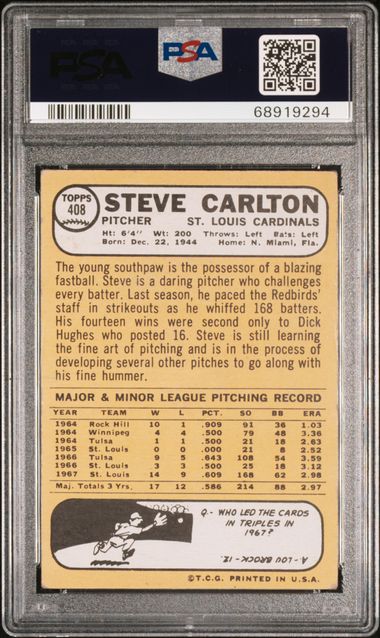 PSA
PSA
68919294
TOPPS
408
STEVE CARLTON
PITCHER ST. LOUIS CARDINALS
Ht: 6'4" Wt: 200 Throws: Left Bats: Left
Born: Dec. 22, 1944 Home: N. Miami, Fla.
The young southpaw is the possessor of a blazing
fastball. Steve is a daring pitcher who challenges
every batter. Last season, he paced the Redbirds'
staff in strikeouts as he whiffed 168 batters.
His fourteen wins were second only to Dick
Hughes who posted 16. Steve is still learning
the fine art of pitching and is in the process of
developing several other pitches to go along with
his fine hummer.
MAJOR & MINOR LEAGUE PITCHING RECORD
YEAR TEAM W L PCT. SO BB ERA
1964 Rock Hill 10 1 .909 91 36 1.03
1964 Winnipeg 4 4 .500 79 48 3.36
1964 Tulsa 1 1 .500 21 18 2.63
1965 St. Louis 0 0 .000 21 8 2.52
1966 Tulsa 9 5 .643 108 54 3.59
1966 St. Louis 3 3 .500 25 18 3.12
1967 St. Louis 14 9 .609 168 62 2.98
Maj. Totals 3 Yrs. 17 12 .586 214 88 2.97
Q.- WHO LED THE CARDS
IN TRIPLES IN
1967?
A.- LOU BROCK - 12.
©T.C.G. PRINTED IN U.S.A.